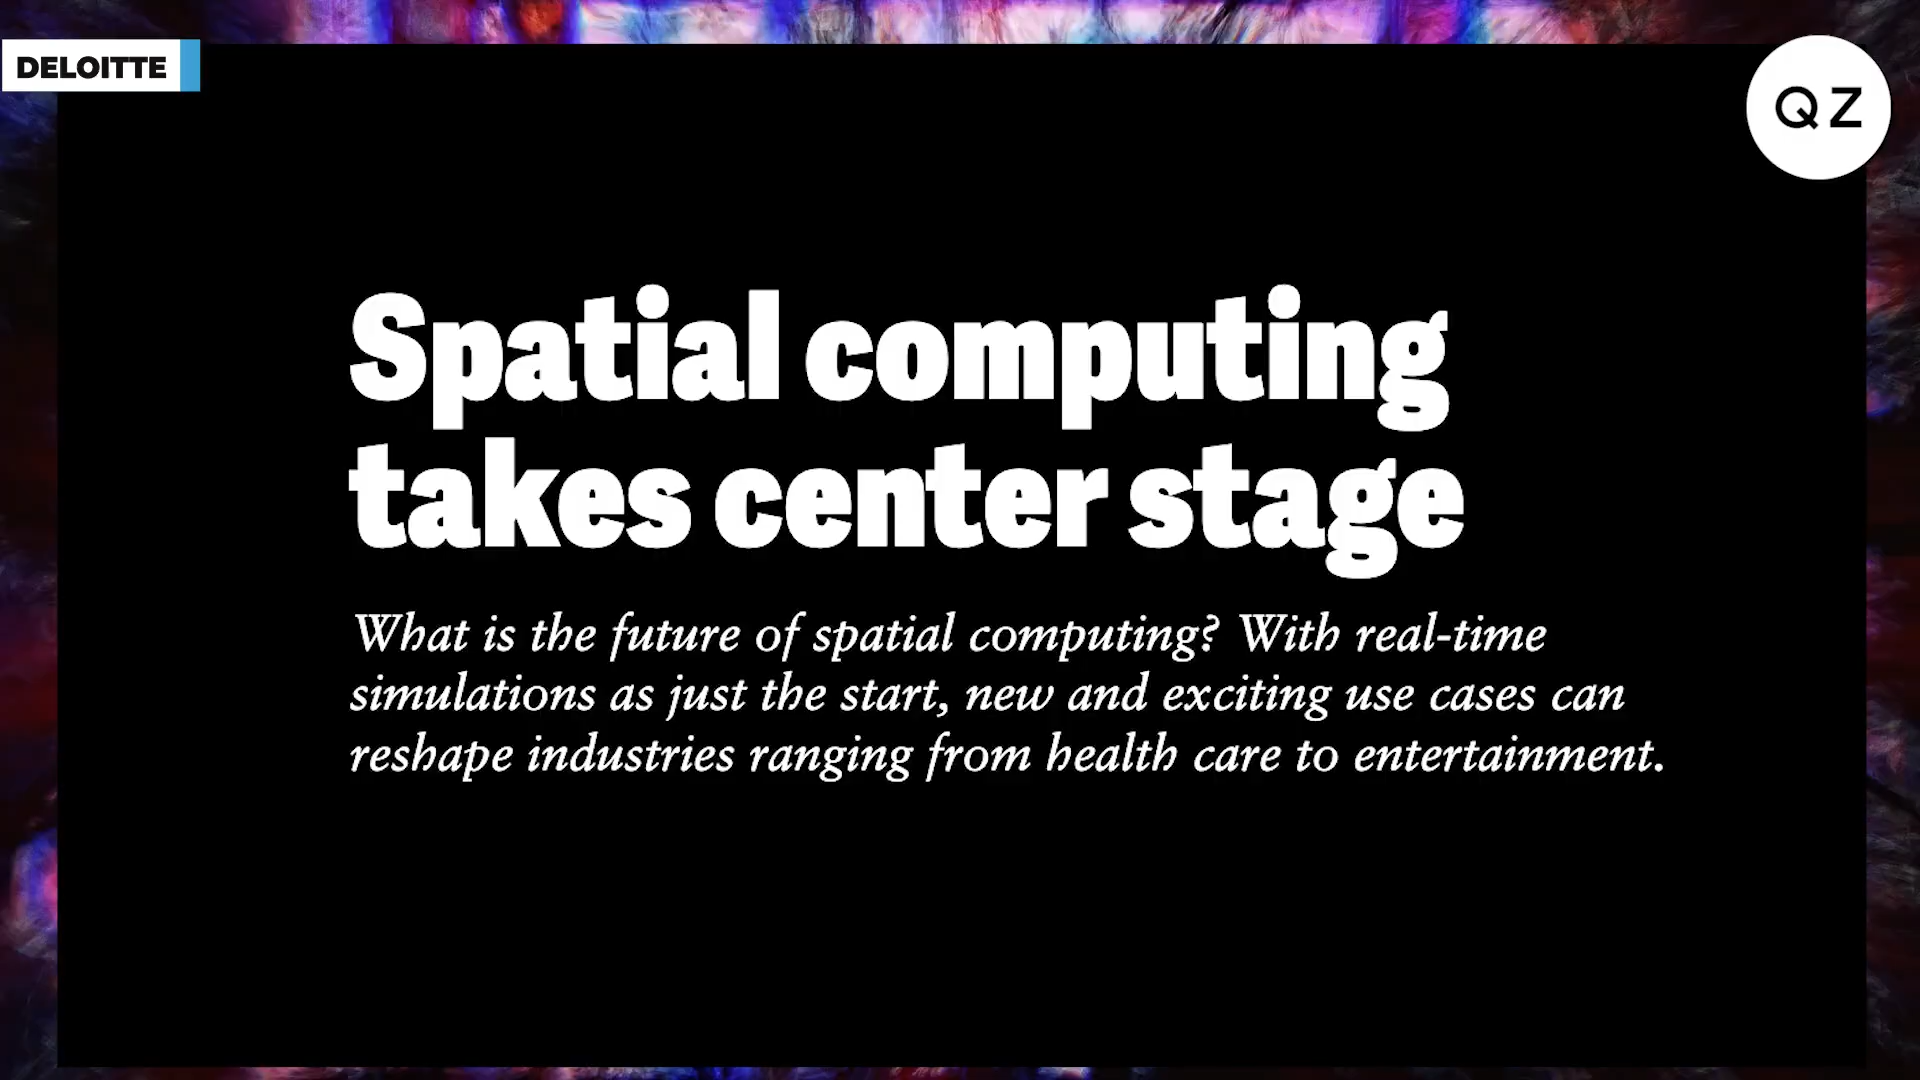 DELOITTE
QZ
Spatial computing
takes center stage
What is the future of spatial computing? With real-time
simulations as just the start, new and exciting use cases can
reshape industries ranging from health care to entertainment.